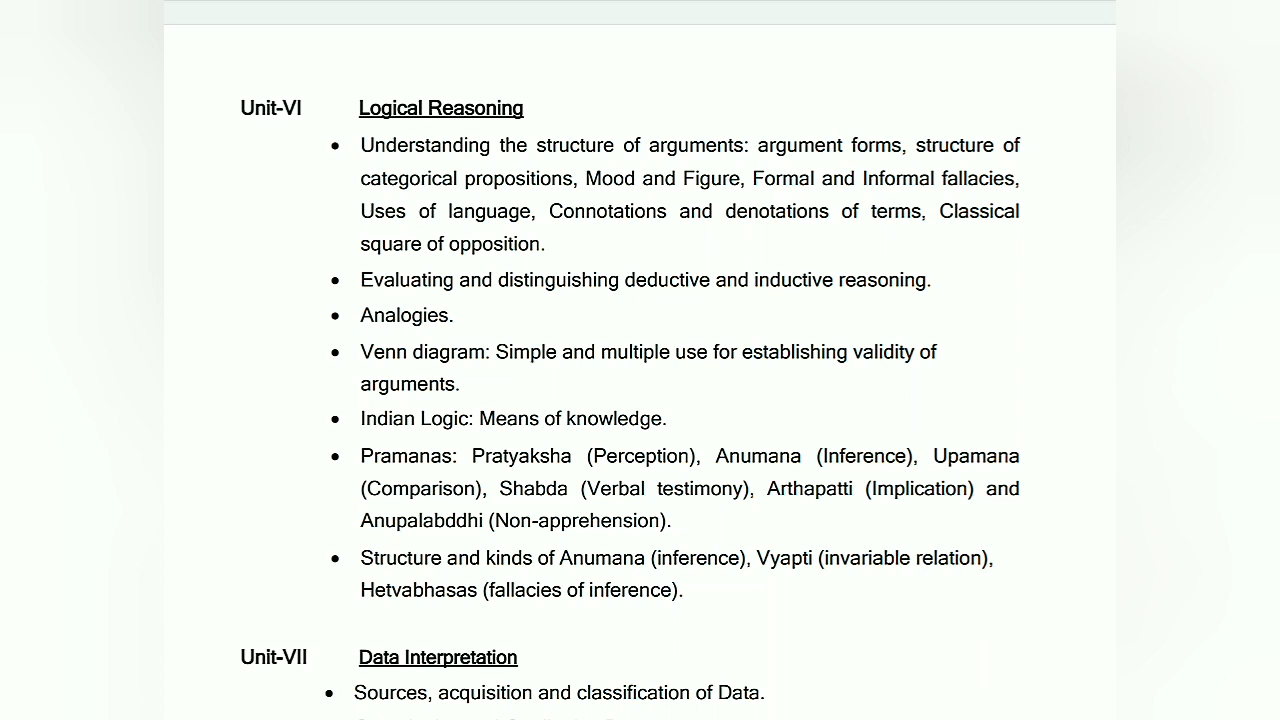 Unit-VI Logical Reasoning
• Understanding the structure of arguments: argument forms, structure of
categorical propositions, Mood and Figure, Formal and Informal fallacies,
Uses of language, Connotations and denotations of terms, Classical
square of opposition.
• Evaluating and distinguishing deductive and inductive reasoning.
• Analogies.
• Venn diagram: Simple and multiple use for establishing validity of
arguments.
• Indian Logic: Means of knowledge.
• Pramanas: Pratyaksha (Perception), Anumana (Inference), Upamana
(Comparison), Shabda (Verbal testimony), Arthapatti (Implication) and
Anupalabddhi (Non-apprehension).
• Structure and kinds of Anumana (inference), Vyapti (invariable relation),
Hetvabhasas (fallacies of inference).
Unit-VII Data Interpretation
• Sources, acquisition and classification of Data.